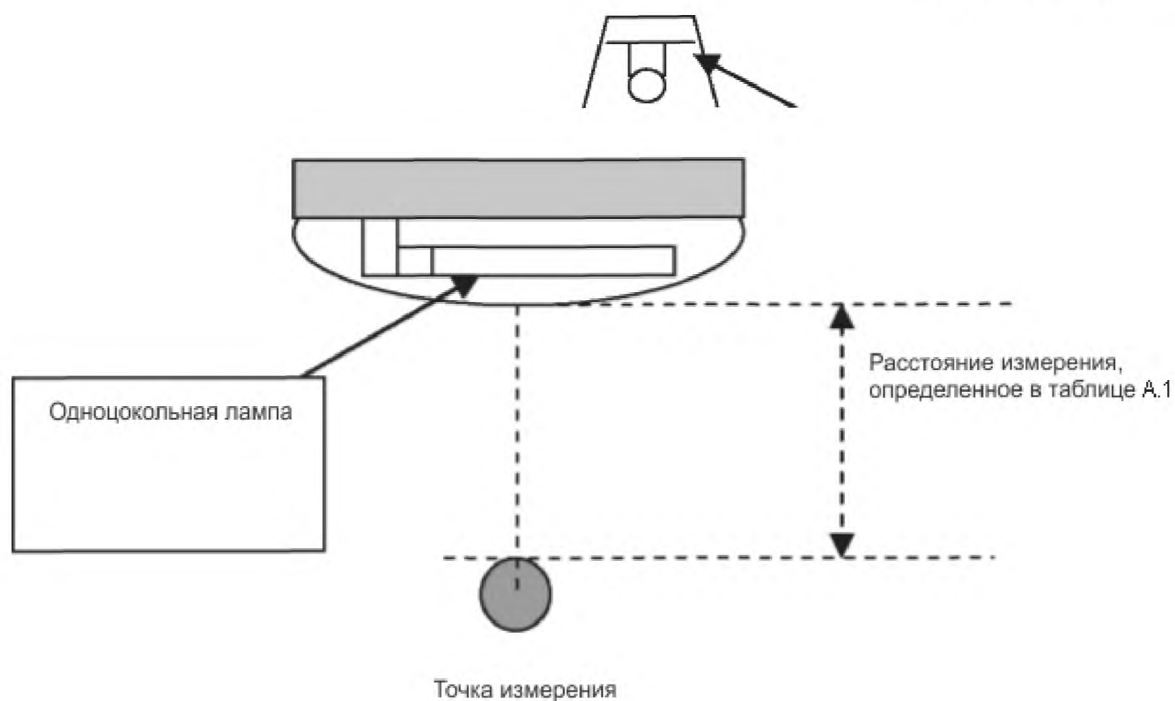 Одноцокольная лампа
Расстояние измерения,
определенное в таблице А.1
Точка измерения